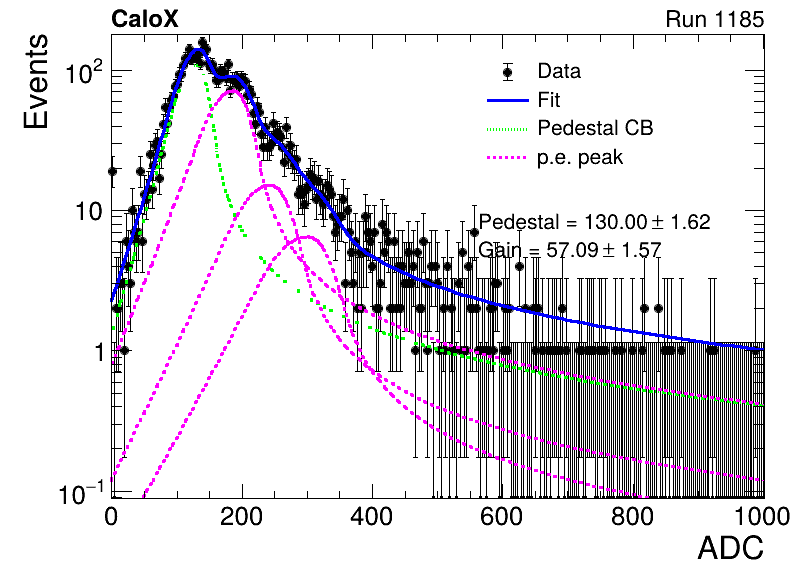 CaloX Run 1185
Events
10²
10
1
10⁻¹
Data
Fit
Pedestal CB
p.e. peak
Pedestal = 130.00 ± 1.62
Gain = 57.09 ± 1.57
0 200 400 600 800 1000
ADC